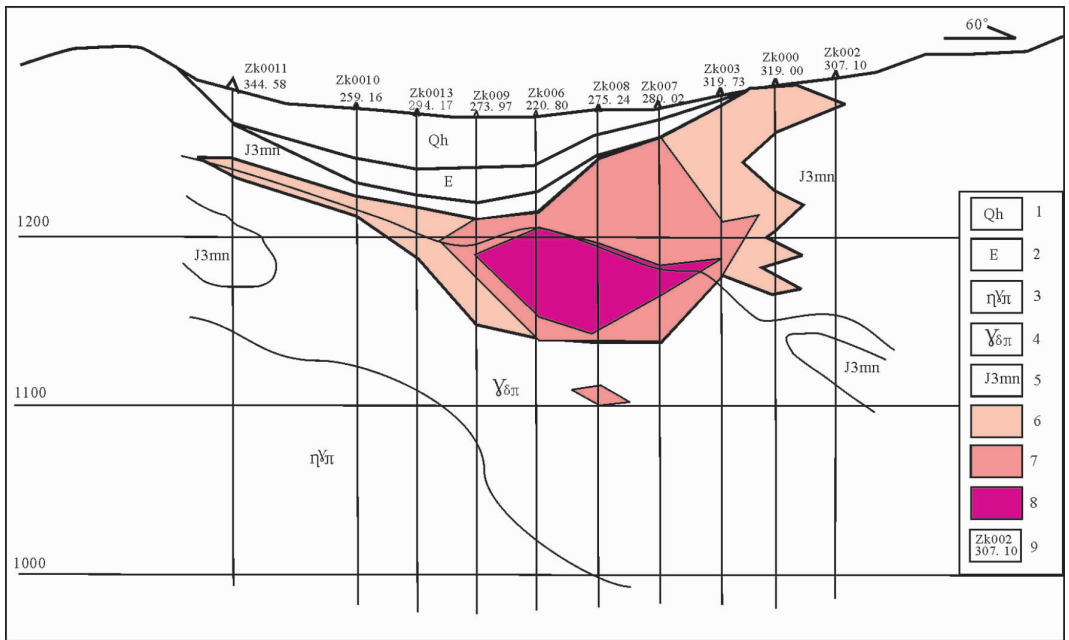 60°
Zk0011
344. 58
Zk0010
259. 16
Zk0013
294. 17
Zk009
273. 97
Zk006
220. 80
Zk008
275. 24
Zk007
280. 02
Zk003
319. 73
Zk000
319. 00
Zk002
307. 10
Qh
J3mn
E
J3mn
1200
J3mn
J3mn
γδπ
1100
ηγπ
1000
Qh 1
E 2
ηγπ 3
γδπ 4
J3mn 5
6
7
8
Zk002
307. 10 9